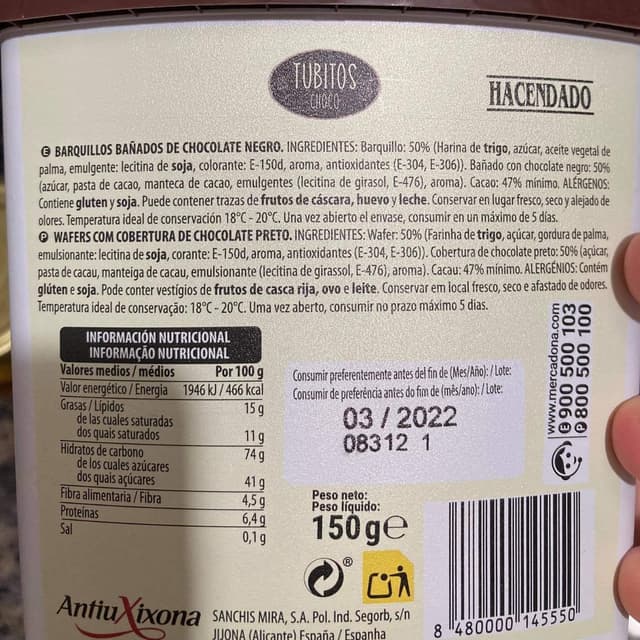 TUBITOS
CHOCO
HACENDADO
E BARQUILLOS BAÑADOS DE CHOCOLATE NEGRO. INGREDIENTES: Barquillo: 50% (Harina de trigo, azúcar, aceite vegetal de
palma, emulgente: lecitina de soja, colorante: E-150d, aroma, antioxidantes (E-304, E-306)). Bañado con chocolate negro: 50%
(azúcar, pasta de cacao, manteca de cacao, emulgentes (lecitina de girasol, E-476), aroma). Cacao: 47% mínimo. ALÉRGENOS:
Contiene gluten y soja. Puede contener trazas de frutos de cáscara, huevo y leche. Conservar en lugar fresco, seco y alejado de
olores. Temperatura ideal de conservación 18°C - 20°C. Una vez abierto el envase, consumir en un máximo de 5 días.
P WAFERS COM COBERTURA DE CHOCOLATE PRETO. INGREDIENTES: Wafer: 50% (Farinha de trigo, açúcar, gordura de palma,
emulsionante: lecitina de soja, corante: E-150d, aroma, antioxidantes (E-304, E-306)). Cobertura de chocolate preto: 50% (açúcar,
pasta de cacau, manteiga de cacau, emulsionante (lecitina de girassol, E-476), aroma). Cacau: 47% mínimo. ALERGÉNIOS: Contém
glúten e soja. Pode conter vestígios de frutos de casca rija, ovo e leite. Conservar em local fresco, seco e afastado de odores.
Temperatura ideal de conservação: 18°C - 20°C. Uma vez aberto, consumir no prazo máximo 5 dias.
INFORMACIÓN NUTRICIONAL
INFORMAÇÃO NUTRICIONAL
Valores medios / médios Por 100 g
Valor energético / Energia 1946 kJ / 466 kcal
Grasas / Lípidos 15 g
de las cuales saturadas
dos quais saturados 11 g
Hidratos de carbono 74 g
de los cuales azúcares
dos quais açúcares 41 g
Fibra alimentaria / Fibra 4,5 g
Proteínas 6,4 g
Sal 0,1 g
Consumir preferentemente antes del fin de (Mes/Año): / Lote:
Consumir de preferência antes do fim de (mês/ano): / Lote:
03 / 2022
08312 1
www.mercadona.com
E 900 500 103
P 800 500 100
Peso neto:
Peso líquido:
150 g e
AntiuXixona
SANCHIS MIRA, S.A. Pol. Ind. Segorb, s/n
JIJONA (Alicante) España / Espanha
8 480000 145550